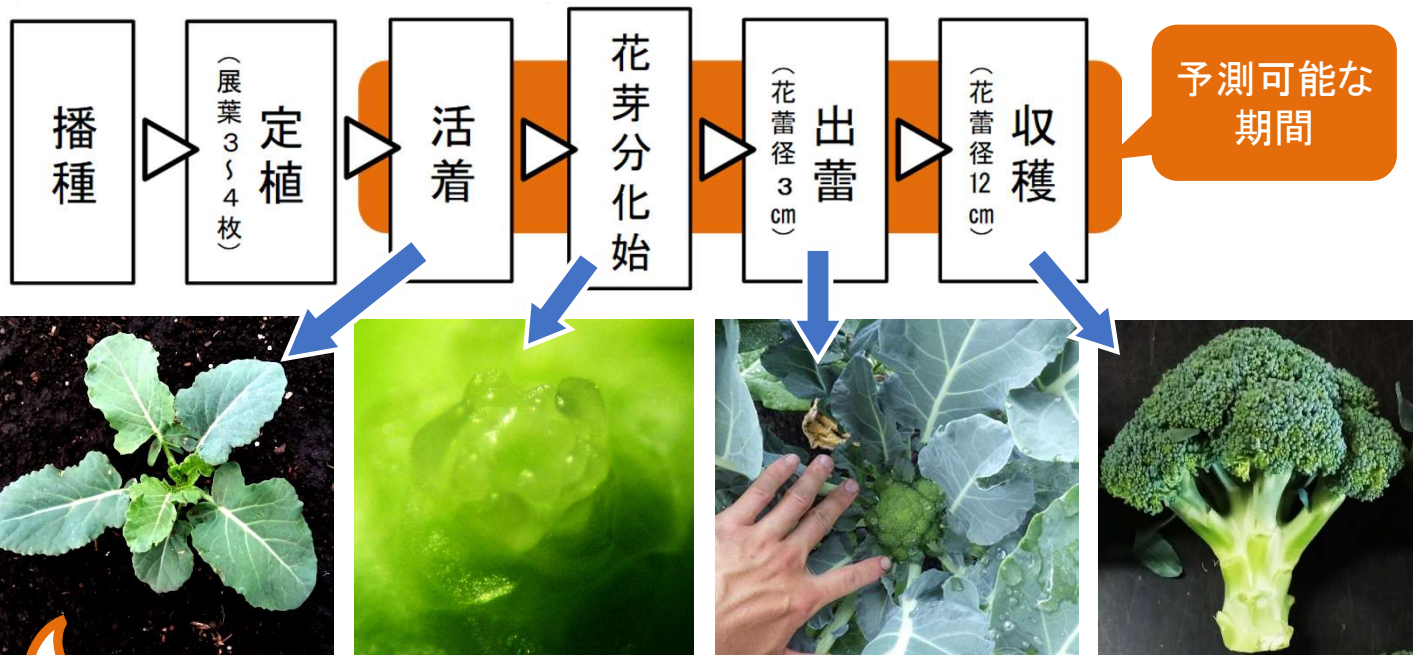 播種
定植
（展葉３～４枚）
活着
花芽分化始
出蕾
（花蕾径３cm）
収穫
（花蕾径12cm）
予測可能な
期間